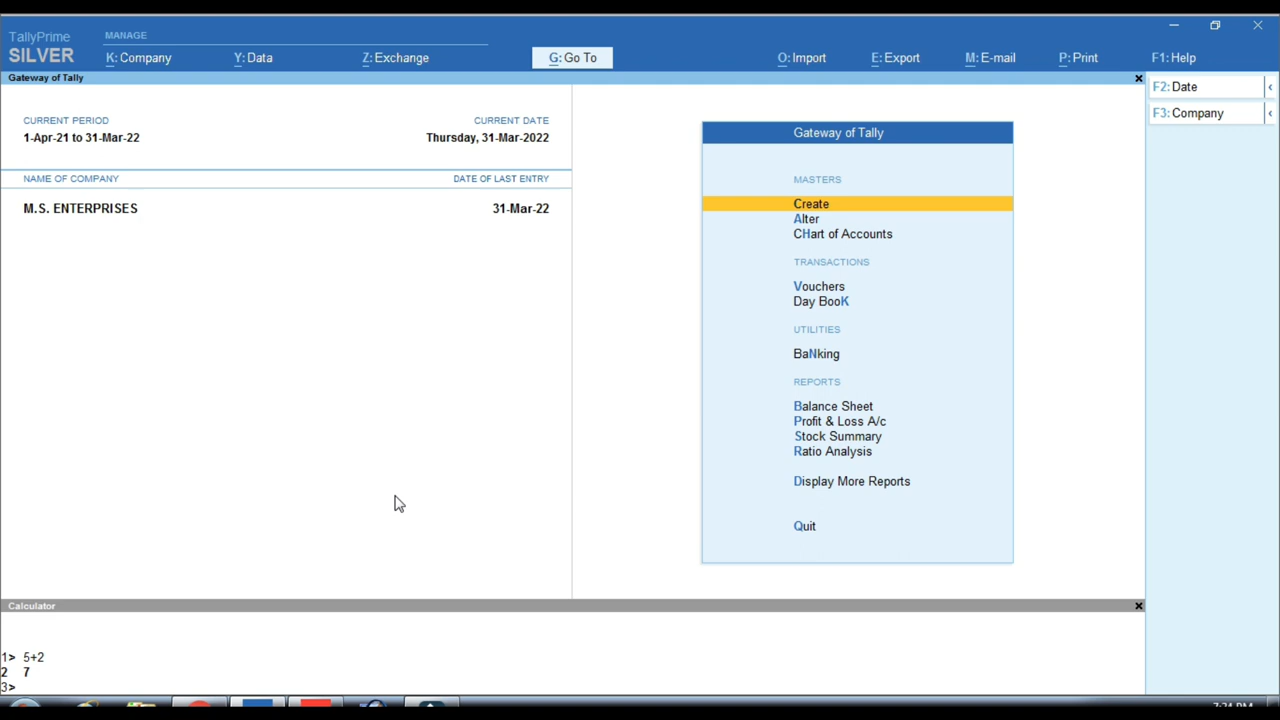 TallyPrime
SILVER
MANAGE
K: Company
Y: Data
Z: Exchange
G: Go To
O: Import
E: Export
M: E-mail
P: Print
F1: Help
Gateway of Tally
F2: Date
F3: Company
CURRENT PERIOD
CURRENT DATE
1-Apr-21 to 31-Mar-22
Thursday, 31-Mar-2022
NAME OF COMPANY
DATE OF LAST ENTRY
M.S. ENTERPRISES
31-Mar-22
Gateway of Tally
MASTERS
Create
Alter
CHart of Accounts
TRANSACTIONS
Vouchers
Day BooK
UTILITIES
BaNking
REPORTS
Balance Sheet
Profit & Loss A/c
Stock Summary
Ratio Analysis
Display More Reports
Quit
Calculator
1> 5+2
2 7
3>